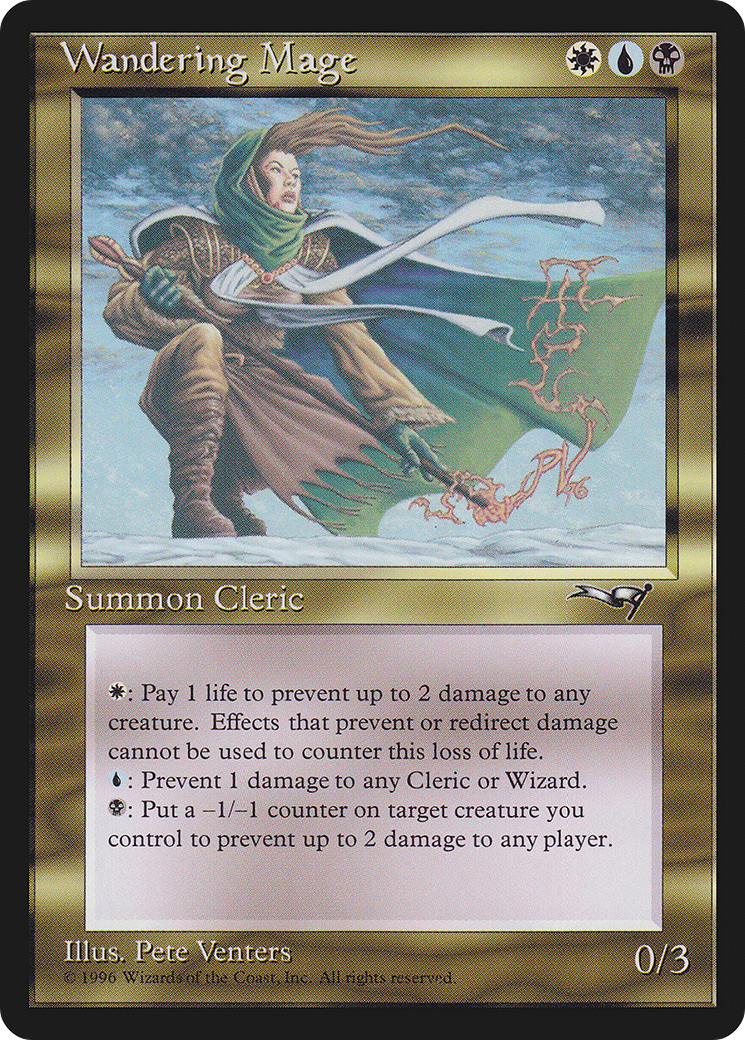 Wandering Mage
PV96
Summon Cleric
: Pay 1 life to prevent up to 2 damage to any
creature. Effects that prevent or redirect damage
cannot be used to counter this loss of life.
: Prevent 1 damage to any Cleric or Wizard.
: Put a –1/–1 counter on target creature you
control to prevent up to 2 damage to any player.
Illus. Pete Venters
0/3
© 1996 Wizards of the Coast, Inc. All rights reserved.